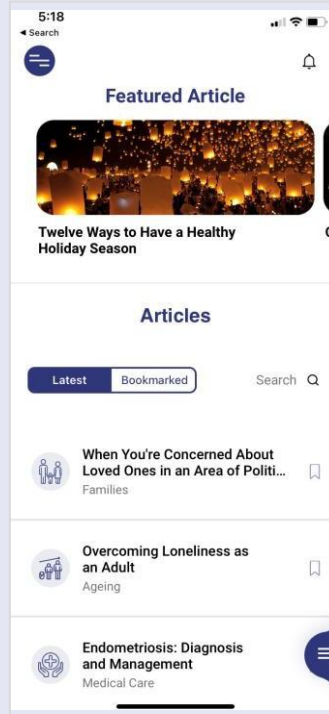 5:18
◄ Search
Featured Article
Twelve Ways to Have a Healthy
Holiday Season
Articles
Latest
Bookmarked
Search
When You're Concerned About
Loved Ones in an Area of Politi...
Families
Overcoming Loneliness as
an Adult
Ageing
Endometriosis: Diagnosis
and Management
Medical Care